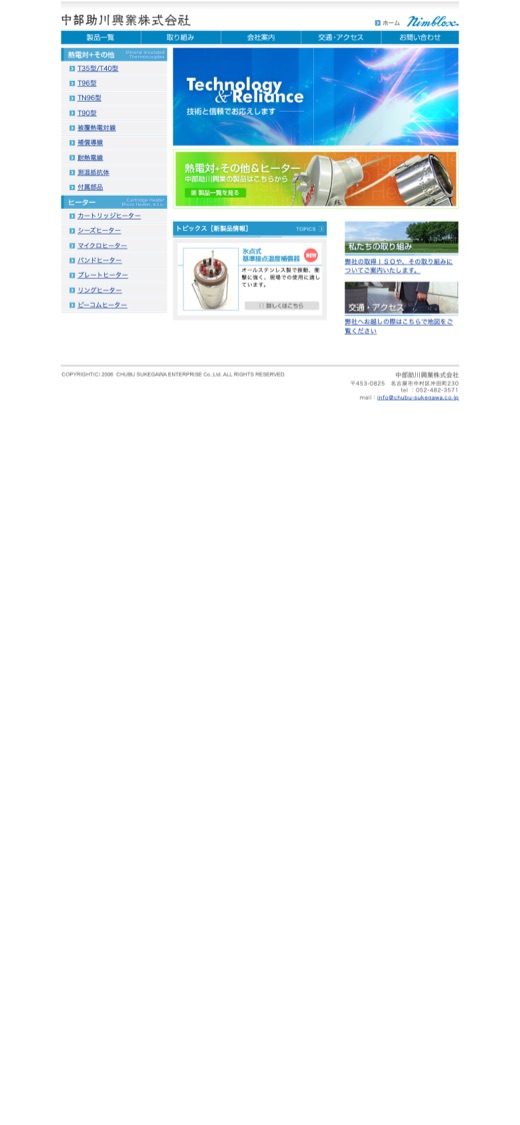 中部助川興業株式会社
ホーム
Nimblox.
製品一覧
取り組み
会社案内
交通・アクセス
お問い合わせ
熱電対+その他
T35型/T40型
T96型
TN96型
T90型
被覆熱電対線
補償導線
耐熱電線
測温抵抗体
付属部品
ヒーター
カートリッジヒーター
シーズヒーター
マイクロヒーター
バンドヒーター
プレートヒーター
リングヒーター
ビーコムヒーター
Technology
&Reliance
技術と信頼でお応えします
熱電対+その他&ヒーター
中部助川興業の製品はこちらから
製品一覧を見る
トピックス【新製品情報】
TOPICS
氷点式
基準接点温度補償器
NEW
オールステンレス製で振動、衝
撃に強く、現場での使用に適し
ています。
詳しくはこちら
私たちの取り組み
弊社の取得ＩＳＯや、その取り組みに
ついてご案内いたします。
交通・アクセス
弊社へお越しの際はこちらで地図をご
覧ください
COPYRIGHT(C) 2006 CHUBU SUKEGAWA ENTERPRISE Co.,Ltd. ALL RIGHTS RESERVED
中部助川興業株式会社
〒453-0825 名古屋市中村区沖田町230
tel ：052-482-3571
mail：info@chubu-sukegawa.co.jp